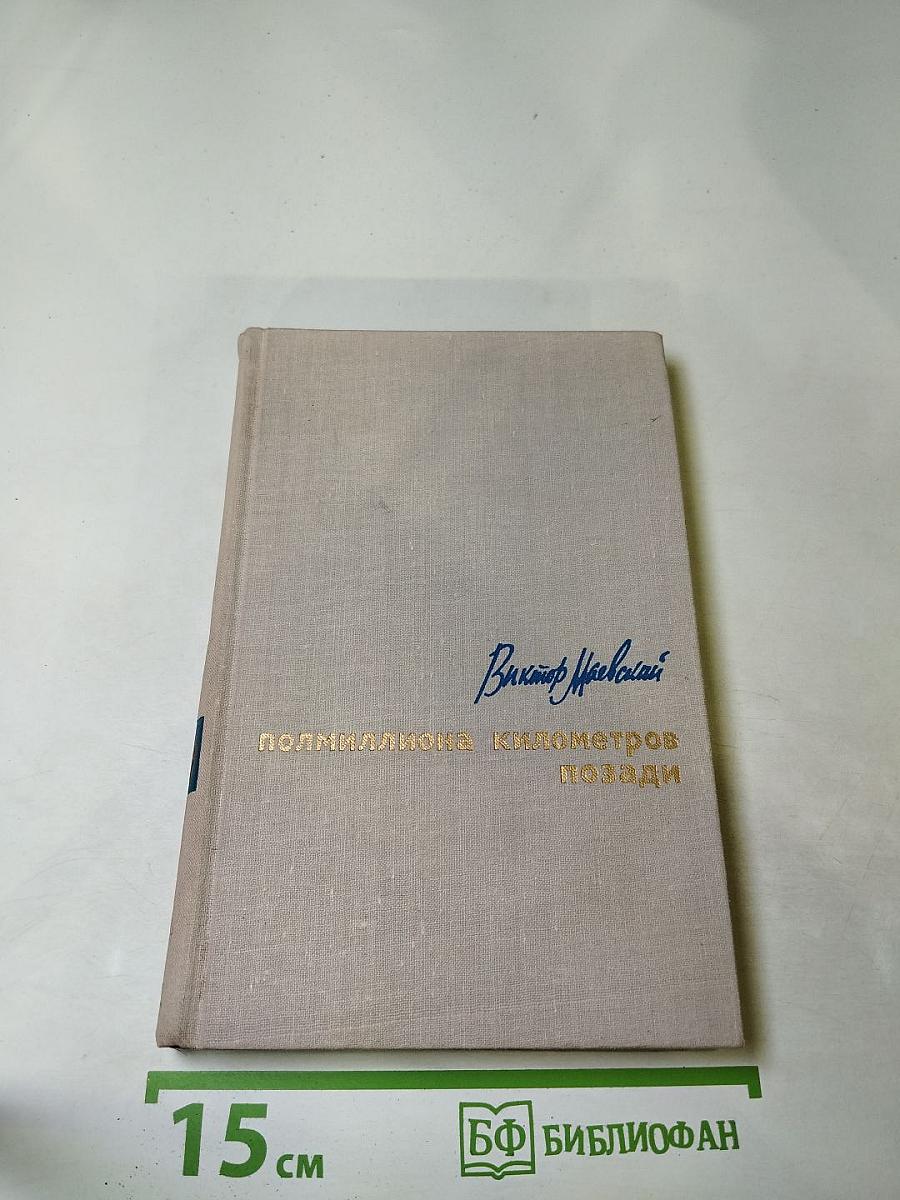 Виктор Маевский
полмиллиона километров
позади
15 см
БФ БИБЛИОФАН